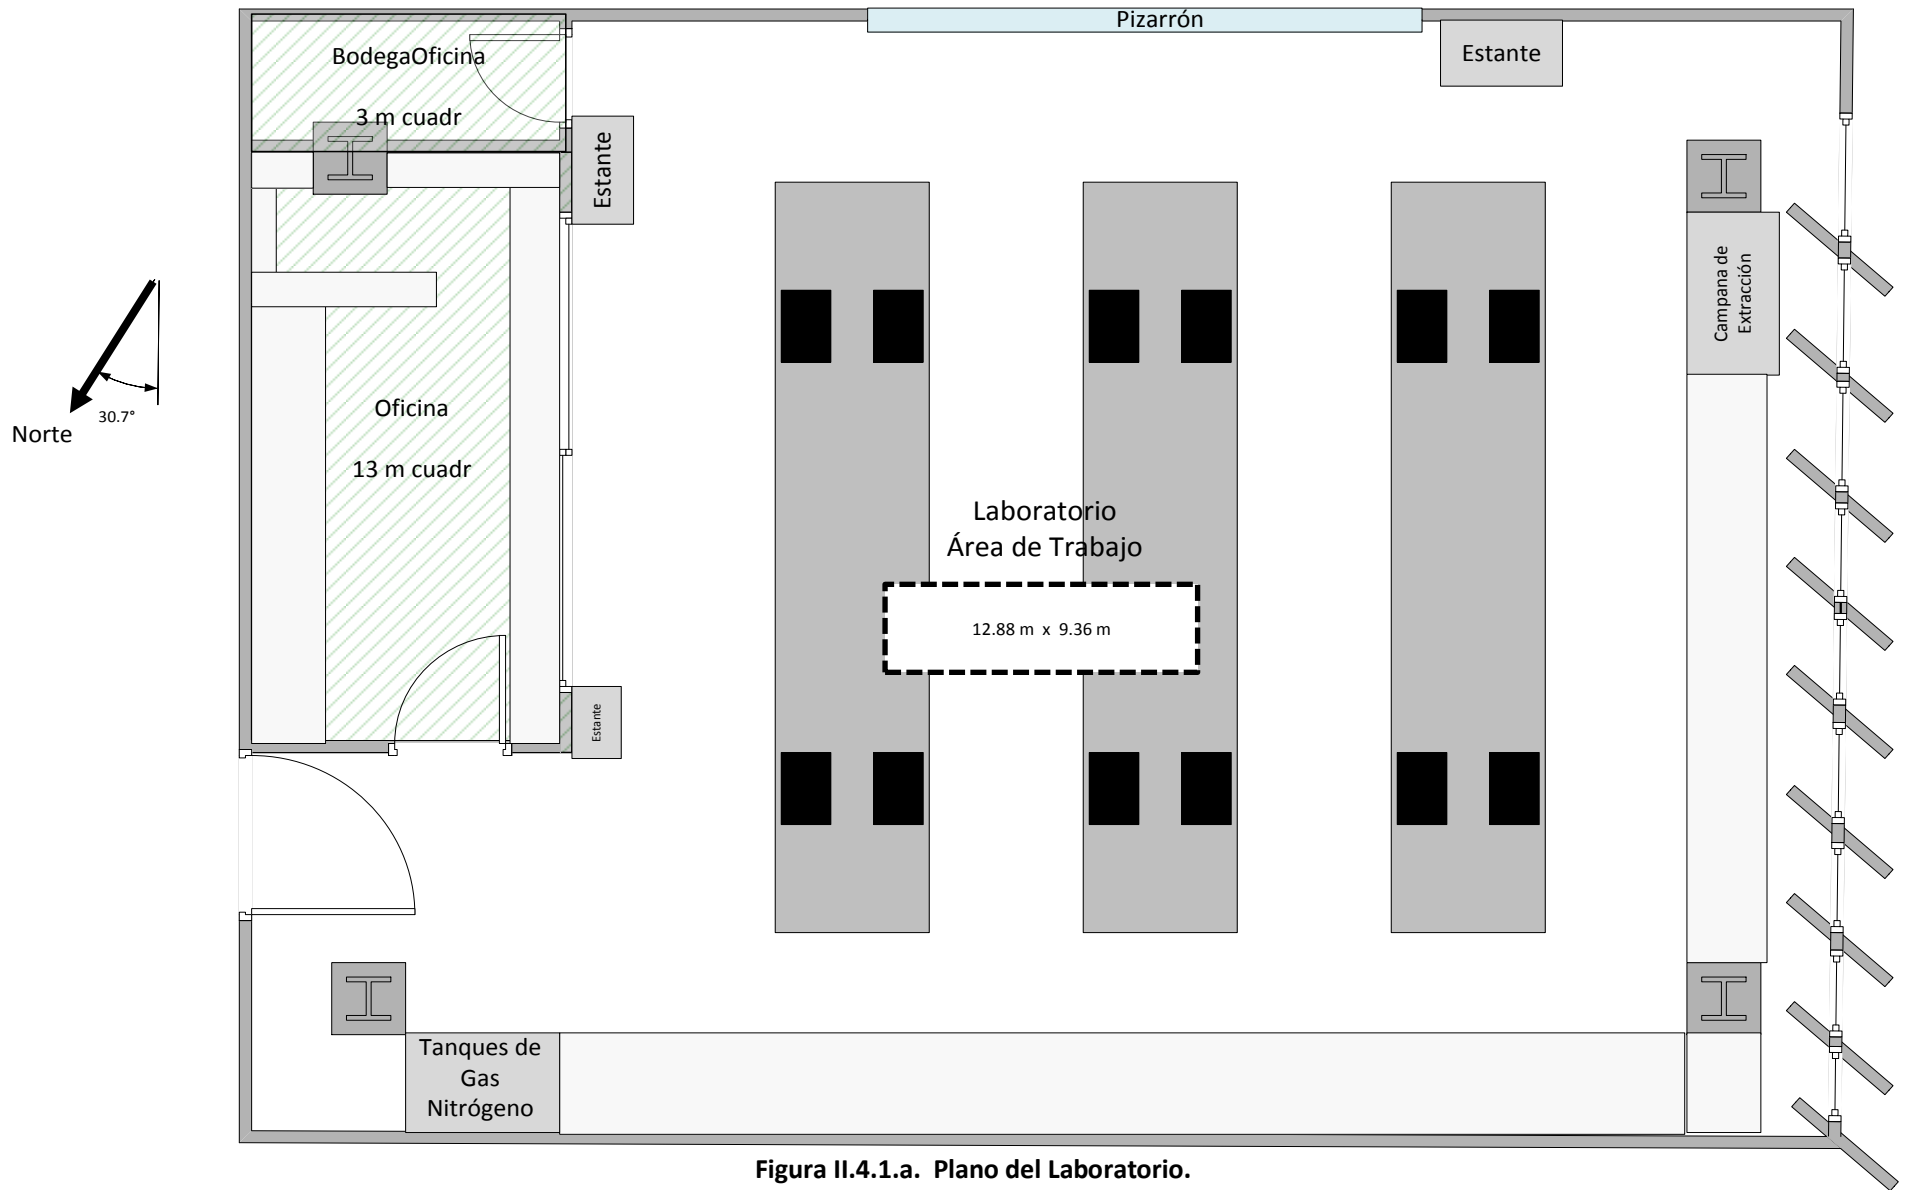 Pizarrón
Estante
BodegaOficina
3 m cuadr
Estante
Campana de
Extracción
Norte
30.7°
Oficina
13 m cuadr
Laboratorio
Área de Trabajo
12.88 m x 9.36 m
Estante
Tanques de
Gas
Nitrógeno
Figura II.4.1.a. Plano del Laboratorio.